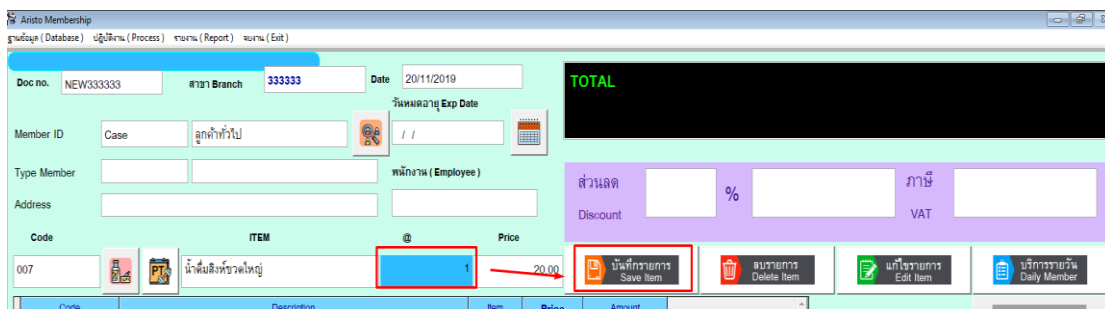 Aristo Membership
ฐานข้อมูล ( Database ) ปฏิบัติงาน ( Process ) รายงาน ( Report ) จบงาน ( Exit )
Doc no. NEW333333 สาขา Branch 333333 Date 20/11/2019
TOTAL
วันหมดอายุ Exp Date
Member ID Case ลูกค้าทั่วไป / /
Type Member พนักงาน ( Employee )
ส่วนลด % ภาษี
Address
Discount VAT
Code ITEM @ Price
007 PT น้ำดื่มสิงห์ขวดใหญ่ 1 20.00
บันทึกรายการ ลบรายการ แก้ไขรายการ บริการรายวัน
Save Item Delete Item Edit Item Daily Member
Code Description Item Price Amount